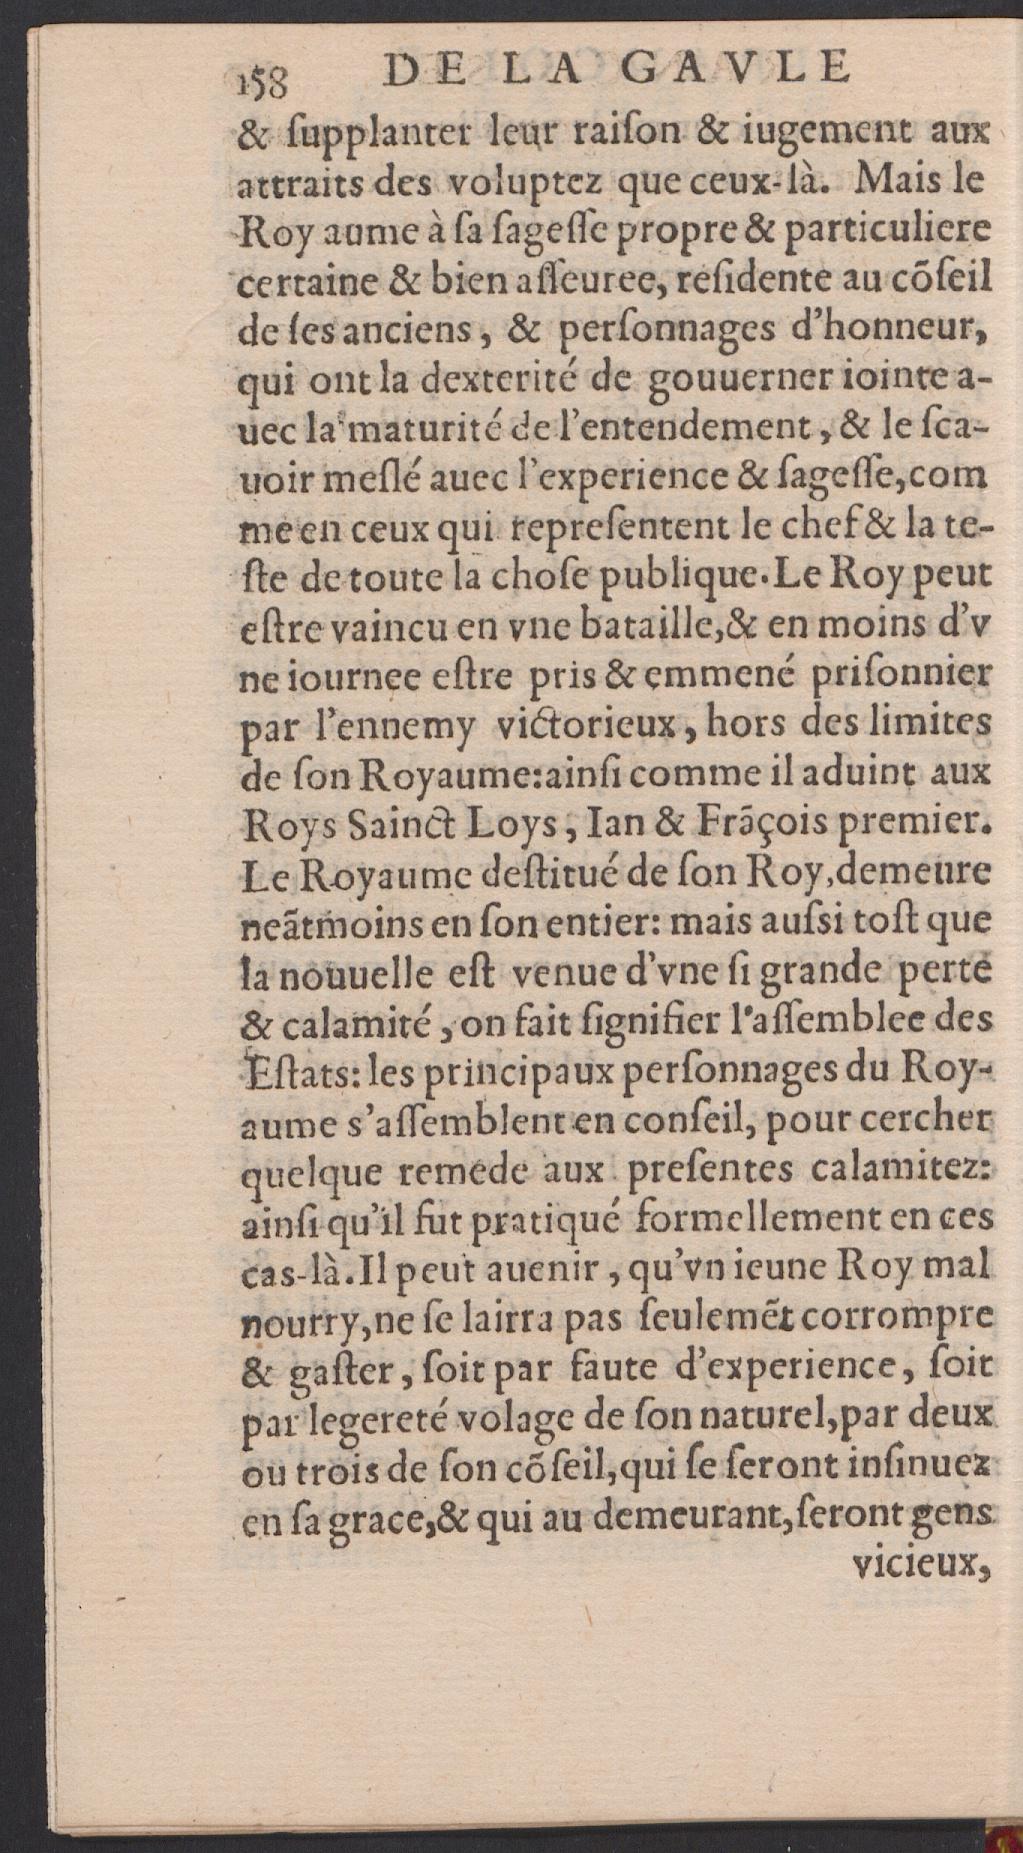 158 DE LA GAVLE
& ſupplanter leur raiſon & iugement aux
attraits des voluptez que ceux-là. Mais le
Royaume à ſa ſageſſe propre & particuliere
certaine & bien aſſeuree, reſidente au cõſeil
de ſes anciens, & perſonnages d'honneur,
qui ont la dexterité de gouuerner iointe a-
uec la maturité de l'entendement, & le ſca-
uoir meſlé auec l'experience & ſageſſe, com
me en ceux qui repreſentent le chef & la te-
ſte de toute la choſe publique. Le Roy peut
eſtre vaincu en vne bataille, & en moins d'v
ne iournee eſtre pris & emmené priſonnier
par l'ennemy victorieux, hors des limites
de ſon Royaume: ainſi comme il aduint aux
Roys Sainct Loys, Ian & Frãçois premier.
Le Royaume deſtitué de ſon Roy, demeure
neãtmoins en ſon entier: mais auſsi toſt que
la nouuelle eſt venue d'vne ſi grande perte
& calamité, on fait ſignifier l'aſſemblee des
Eſtats: les principaux perſonnages du Roy-
aume s'aſſemblent en conſeil, pour cercher
quelque remede aux preſentes calamitez:
ainſi qu'il fut pratiqué formellement en ces
cas-là. Il peut auenir, qu'vn ieune Roy mal
nourry, ne ſe lairra pas ſeulemẽt corrompre
& gaſter, ſoit par faute d'experience, ſoit
par legereté volage de ſon naturel, par deux
ou trois de ſon cõſeil, qui ſe ſeront inſinuez
en ſa grace, & qui au demeurant, ſeront gens
vicieux,